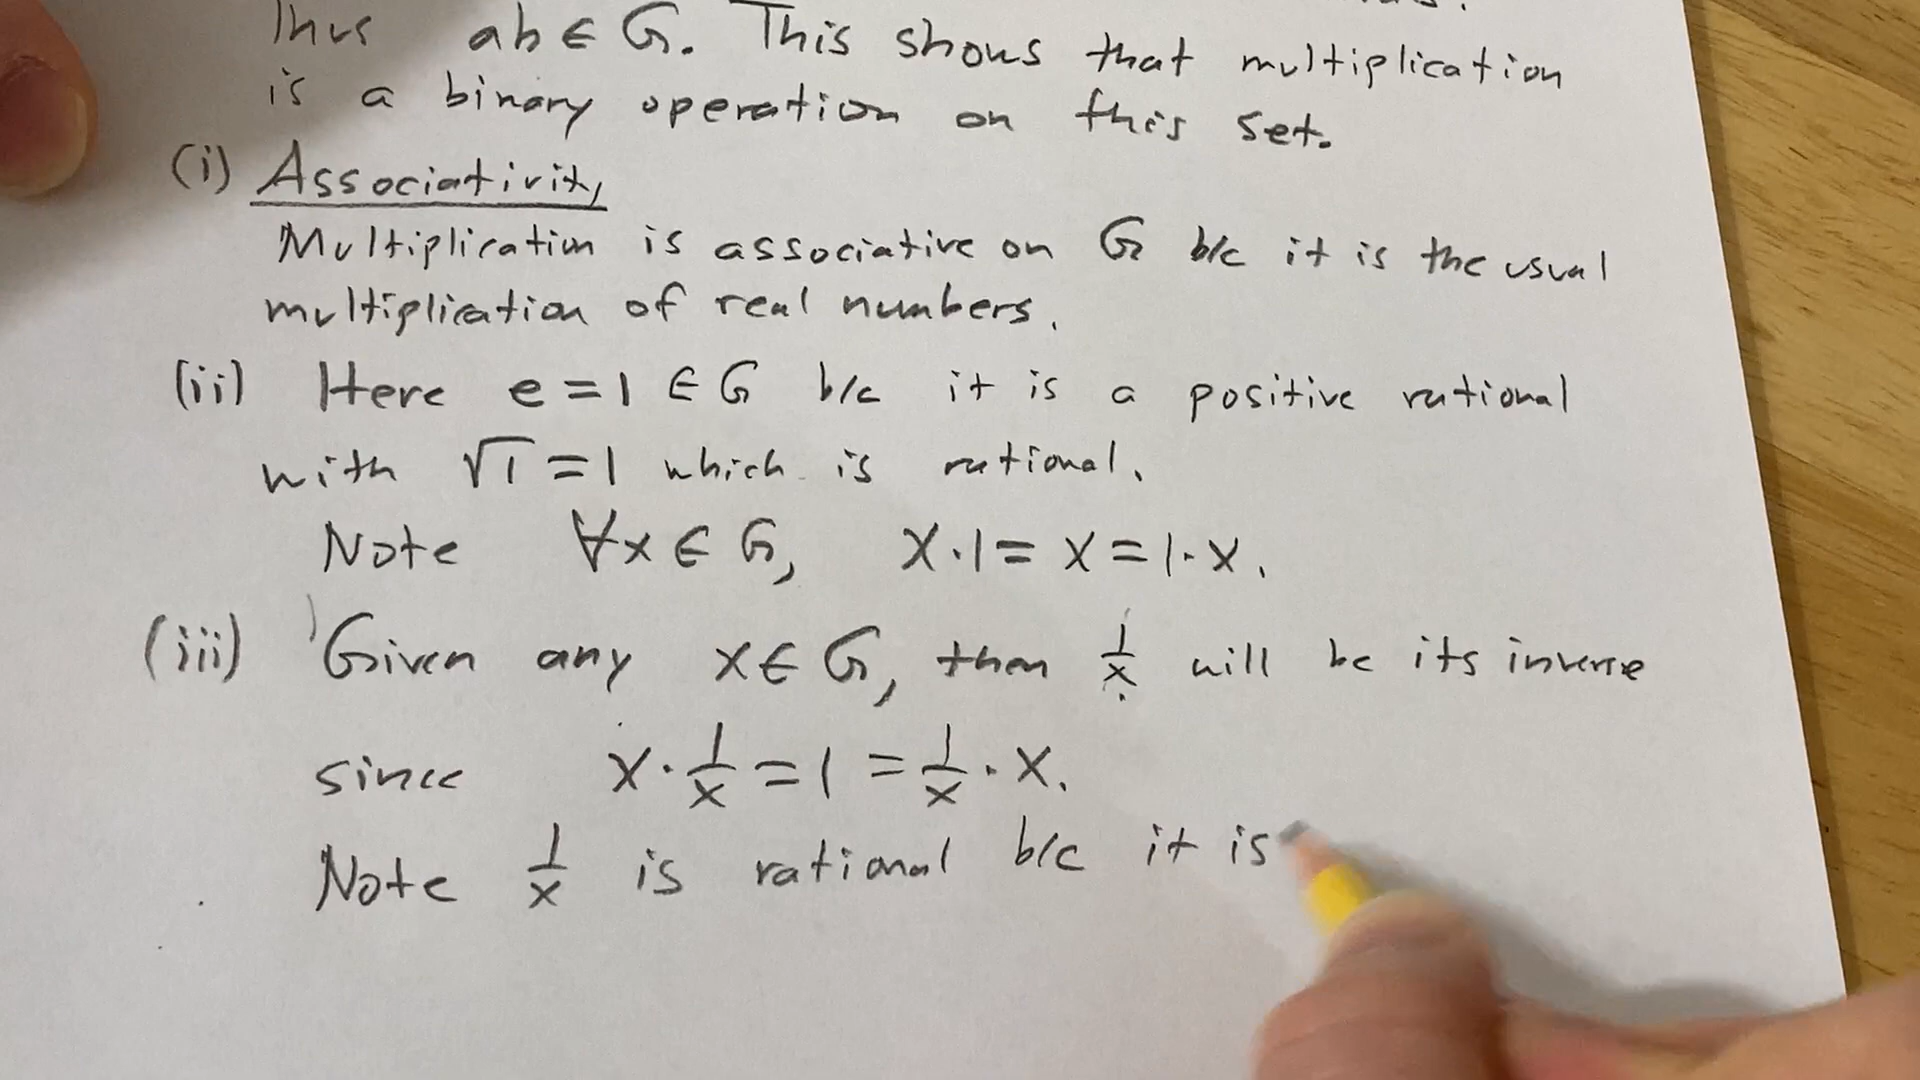 Thus ab ∈ G. This shows that multiplication
is a binary operation on this set.
(i) Associativity
Multiplication is associative on G b/c it is the usual
multiplication of real numbers.
(ii) Here e = 1 ∈ G b/c it is a positive rational
with √1 = 1 which is rational.
Note ∀x ∈ G, x·1 = x = 1·x.
(iii) Given any x ∈ G, then 1/x will be its inverse
since x·1/x = 1 = 1/x·x.
Note 1/x is rational b/c it is